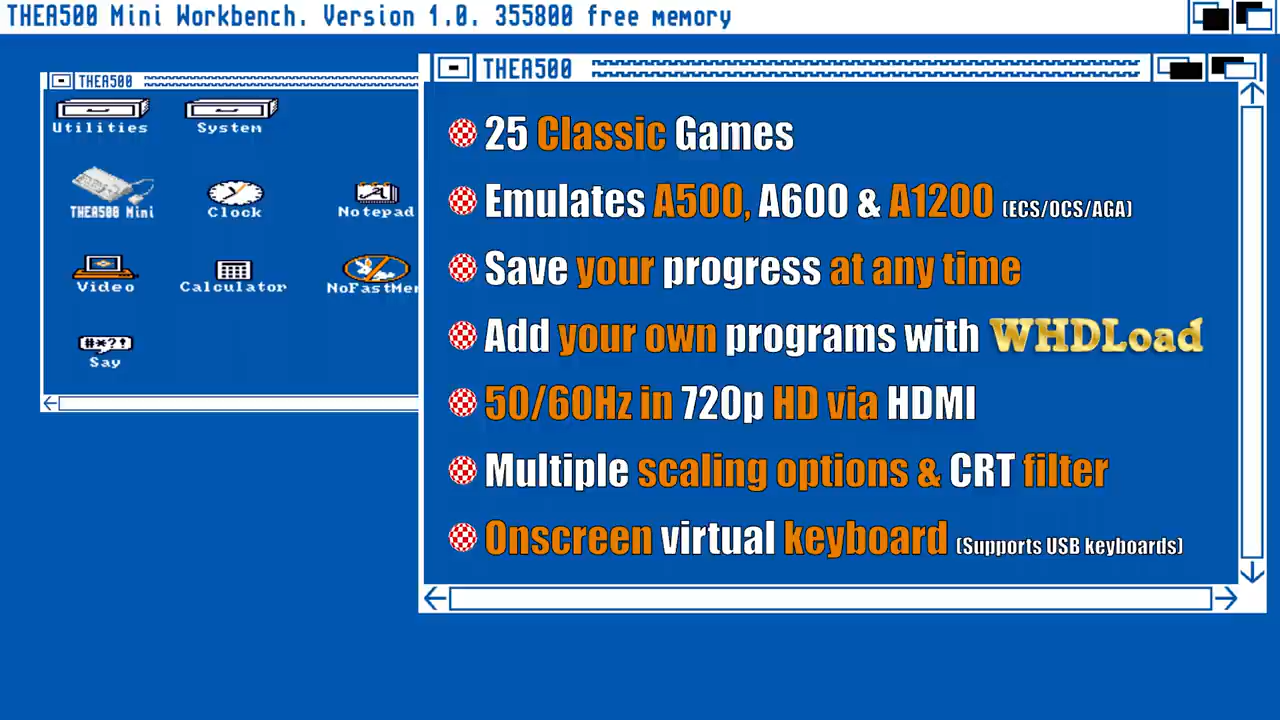 THEA500 Mini Workbench. Version 1.0. 355800 free memory
THEA500
Utilities
System
THEA500 Mini
Clock
Notepad
Video
Calculator
NoFastMe
#*?!
Say
THEA500
25 Classic Games
Emulates A500, A600 & A1200 (ECS/OCS/AGA)
Save your progress at any time
Add your own programs with WHDLoad
50/60Hz in 720p HD via HDMI
Multiple scaling options & CRT filter
Onscreen virtual keyboard (Supports USB keyboards)